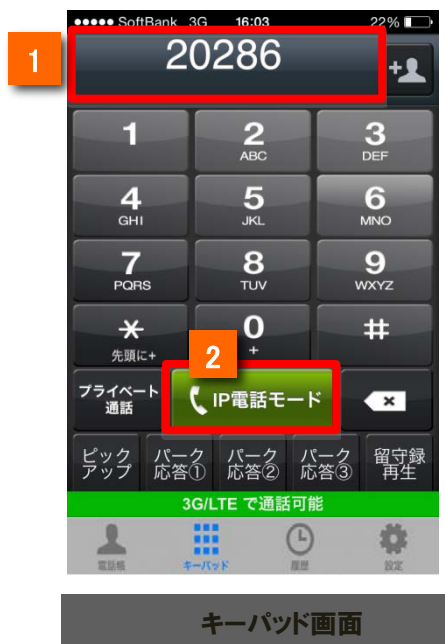 ●●●●● SoftBank 3G 16:03 22%
1
20286
1 2 3
ABC DEF
4 5 6
GHI JKL MNO
7 8 9
PQRS TUV WXYZ
＊ 0 #
先頭に+ +
2
プライベート
通話
IP電話モード
ピック
アップ
パーク
応答①
パーク
応答②
パーク
応答③
留守録
再生
3G/LTE で通話可能
電話帳 キーパッド 履歴 設定
キーパッド画面